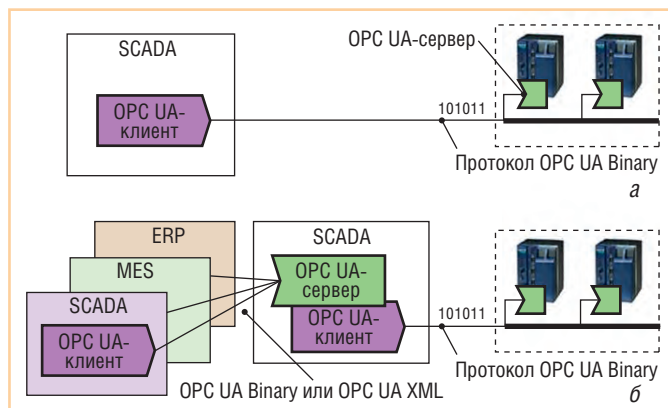 SCADA
OPC UA-
клиент
OPC UA-сервер
101011
Протокол OPC UA Binary
а
ERP
MES
SCADA
OPC UA-
клиент
SCADA
OPC UA-
сервер
OPC UA-
клиент
101011
Протокол OPC UA Binary
OPC UA Binary или OPC UA XML
б